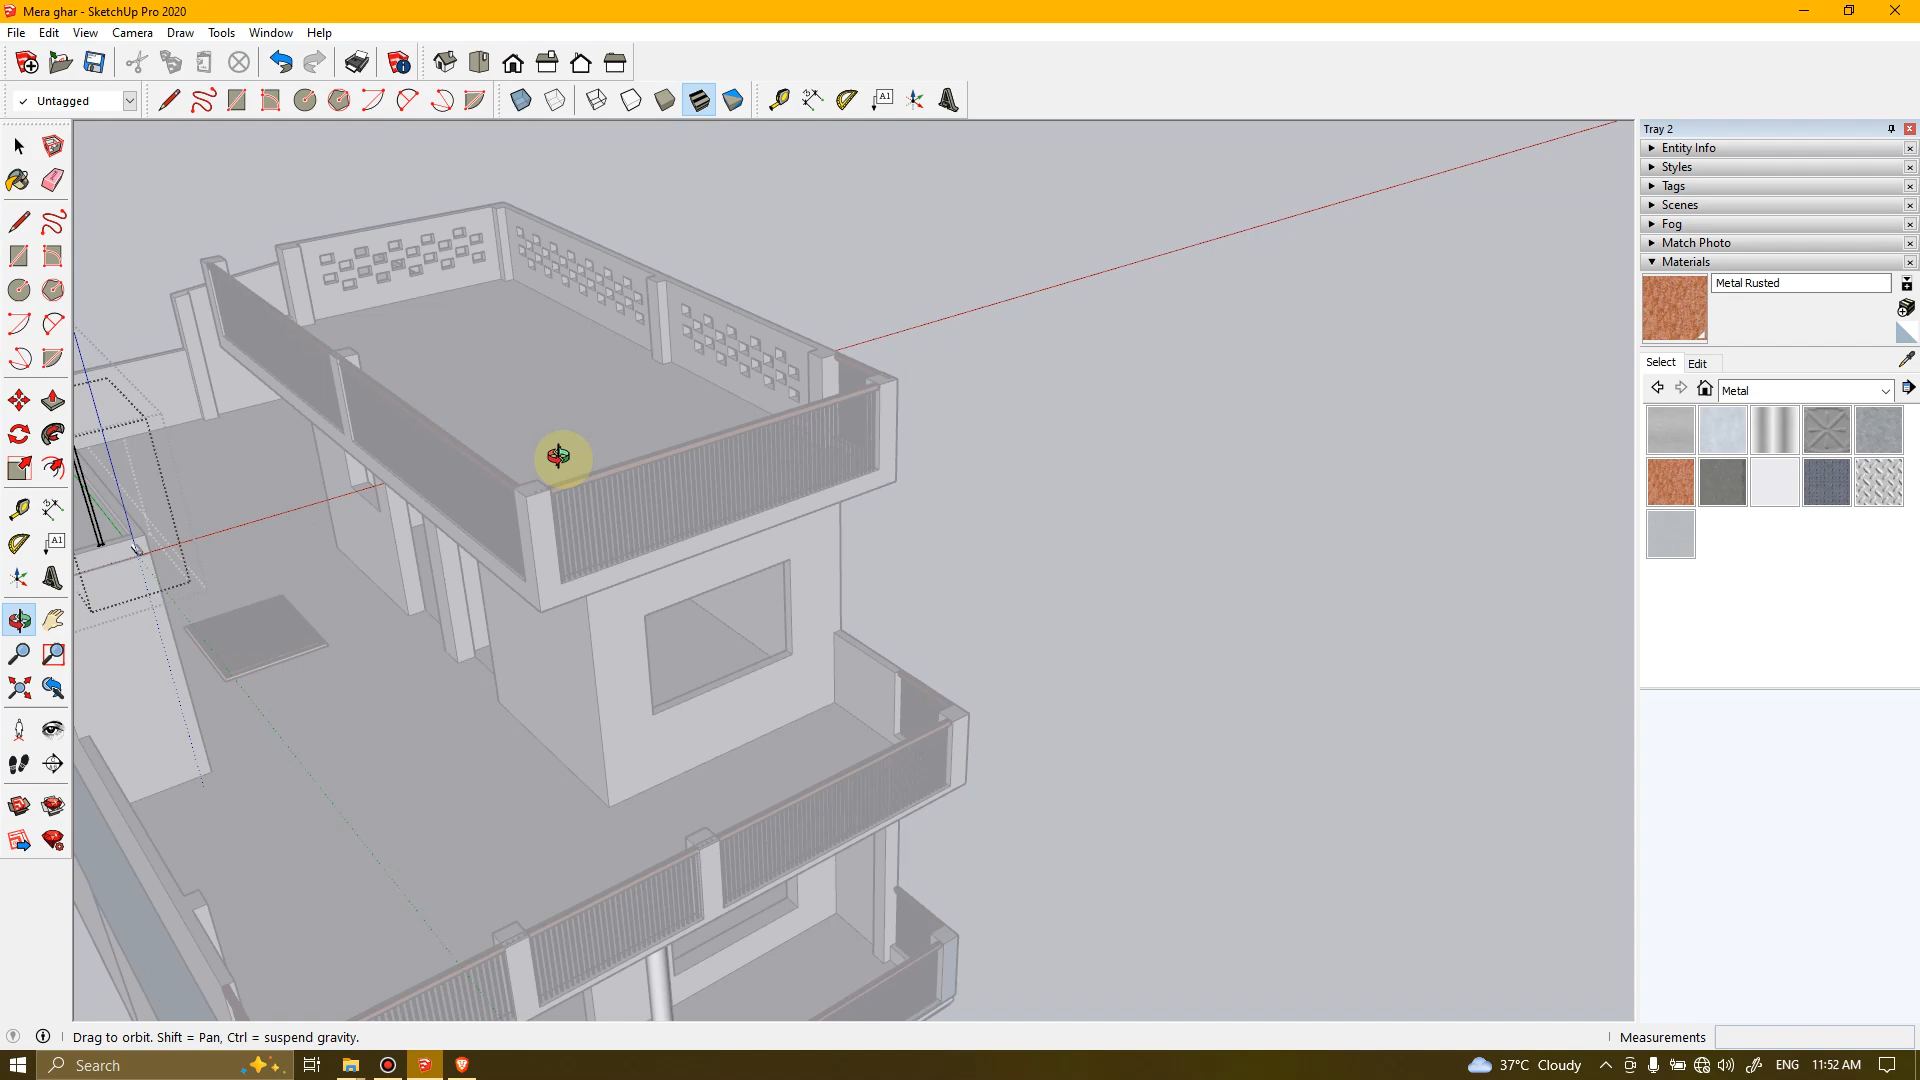 Mera ghar - SketchUp Pro 2020
File Edit View Camera Draw Tools Window Help
Untagged
A1
Tray 2
Entity Info
Styles
Tags
Scenes
Fog
Match Photo
Materials
Metal Rusted
Select Edit
Metal
A1
Drag to orbit. Shift = Pan, Ctrl = suspend gravity.
Measurements
Search
37°C Cloudy
ENG
11:52 AM